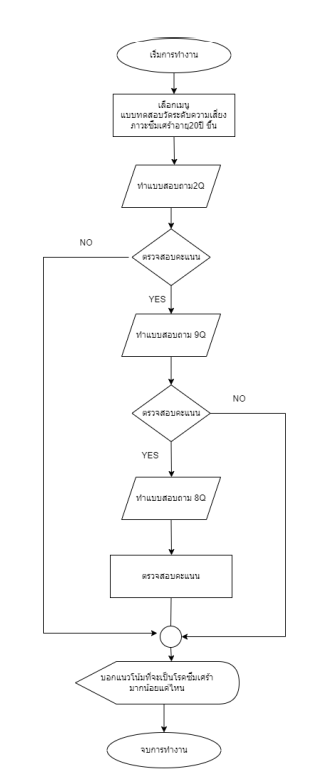 เริ่มการทำงาน
เลือกเมนู
แบบทดสอบวัดระดับความเสี่ยง
ภาวะซึมเศร้าอายุ20ปี ขึ้น
ทำแบบสอบถาม2Q
NO
ตรวจสอบคะแนน
YES
ทำแบบสอบถาม 9Q
NO
ตรวจสอบคะแนน
YES
ทำแบบสอบถาม 8Q
ตรวจสอบคะแนน
บอกแนวโน้มที่จะเป็นโรคซึมเศร้า
มากน้อยแค่ไหน
จบการทำงาน